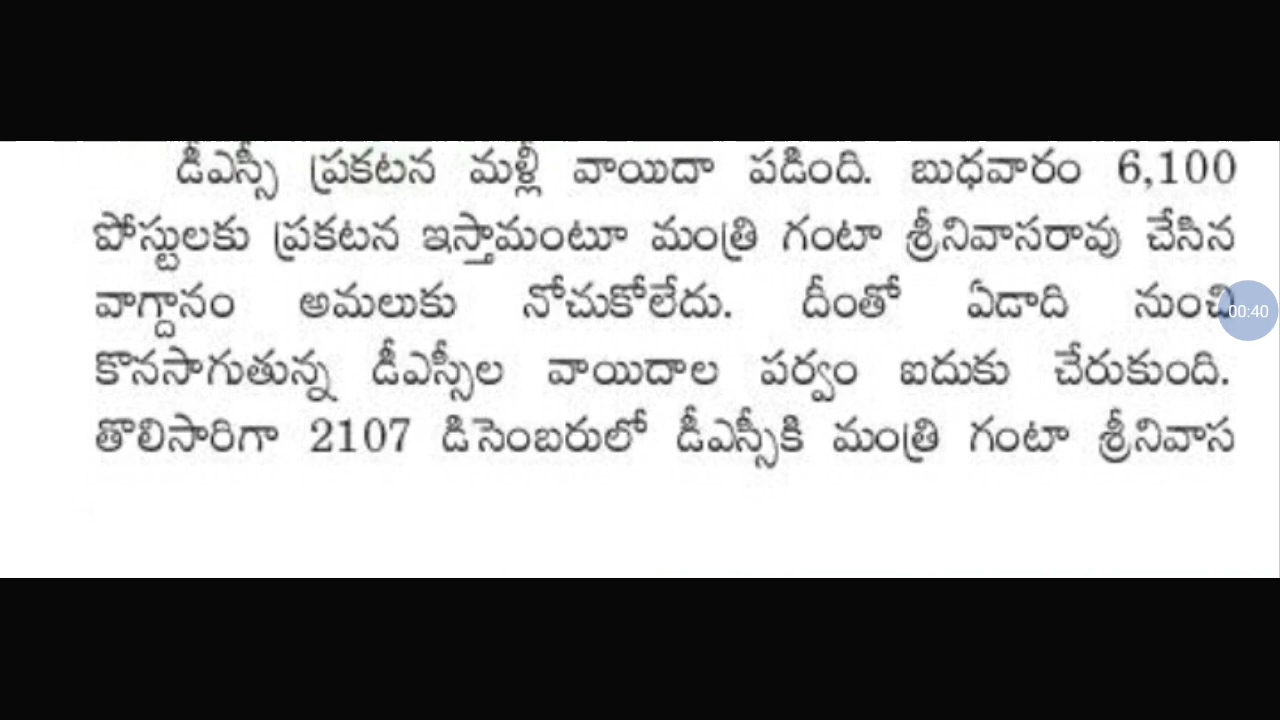 డీఎస్సీ ప్రకటన మళ్లీ వాయిదా పడింది. బుధవారం 6,100
పోస్టులకు ప్రకటన ఇస్తామంటూ మంత్రి గంటా శ్రీనివాసరావు చేసిన
వాగ్దానం అమలుకు నోచుకోలేదు. దీంతో ఏడాది నుంచి
00:40
కొనసాగుతున్న డీఎస్సీల వాయిదాల పర్వం ఐదుకు చేరుకుంది.
తొలిసారిగా 2107 డిసెంబరులో డీఎస్సీకి మంత్రి గంటా శ్రీనివాస